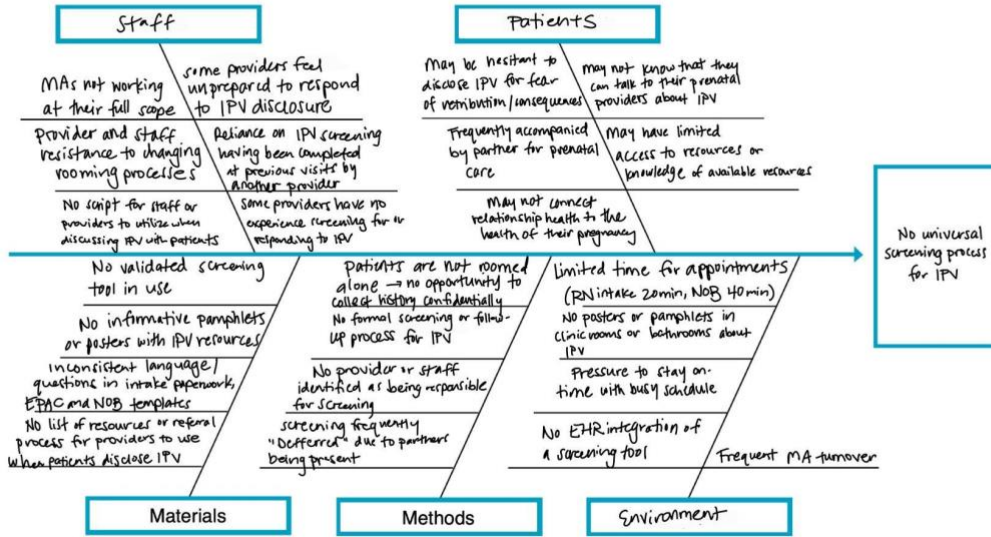 Staff
MAs not working
at their full scope
some providers feel
unprepared to respond
to IPV disclosure
Provider and staff
resistance to changing
rooming processes
Reliance on IPV screening
having been completed
at previous visits by
another provider
No script for staff or
providers to utilize when
discussing IPV with patients
some providers have no
experience screening for or
responding to IPV
Patients
May be hesitant to
disclose IPV for fear
of retribution/consequences
may not know that they
can talk to their prenatal
providers about IPV
Frequently accompanied
by partner for prenatal
care
May have limited
access to resources or
knowledge of available resources
May not connect
relationship health to the
health of their pregnancy
No universal
screening process
for IPV
No validated screening
tool in use
No informative pamphlets
or posters with IPV resources
Inconsistent language/
questions in intake paperwork,
EPAC and NOB templates
No list of resources or referral
process for providers to use
when patients disclose IPV
Materials
Patients are not roomed
alone → no opportunity to
collect history confidentially
No formal screening or follow-
up process for IPV
No provider or staff
identified as being responsible
for screening
screening frequently
"Defferred" due to partners
being present
Methods
Limited time for appointments
(RN intake 20min, NOB 40min)
No posters or pamphlets in
clinic rooms or bathrooms about
IPV
Pressure to stay on-
time with busy schedule
No EHR integration of
a screening tool
Frequent MA turnover
Environment